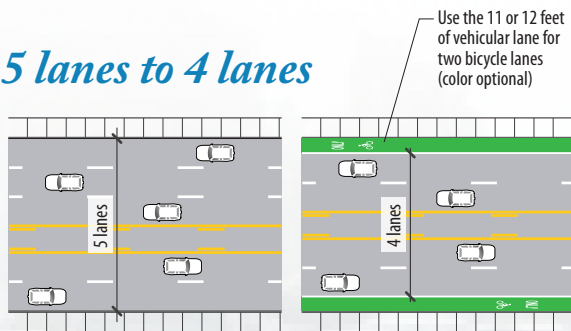 Use the 11 or 12 feet
of vehicular lane for
two bicycle lanes
(color optional)
5 lanes to 4 lanes
5 lanes
4 lanes